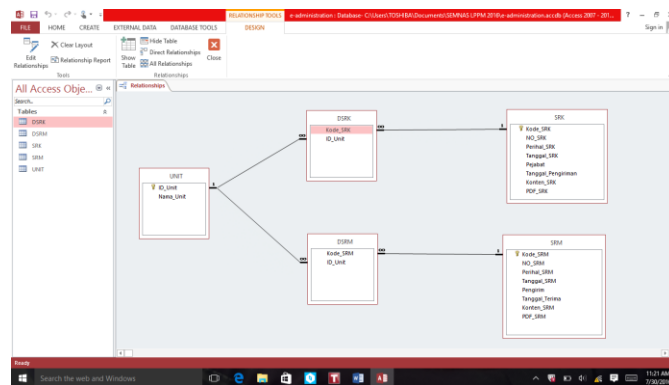 RELATIONSHIP TOOLS
e-administration : Database- C:\Users\TOSHIBA\Documents\SEMNAS LPPM 2016\e-administration.accdb (Access 2007 - 201...
Sign in
FILE HOME CREATE EXTERNAL DATA DATABASE TOOLS DESIGN
Edit Relationships
Clear Layout
Relationship Report
Tools
Show Table
Hide Table
Direct Relationships
All Relationships
Close
Relationships
All Access Obje...
Search...
Tables
DSRK
DSRM
SRK
SRM
UNIT
Relationships
UNIT
ID_Unit
Nama_Unit
DSRK
Kode_SRK
ID_Unit
SRK
Kode_SRK
NO_SRK
Perihal_SRK
Tanggal_SRK
Pejabat
Tanggal_Pengiriman
Konten_SRK
PDF_SRK
DSRM
Kode_SRM
ID_Unit
SRM
Kode_SRM
NO_SRM
Perihal_SRM
Tanggal_SRM
Pengirim
Tanggal_Terima
Konten_SRM
PDF_SRM
Ready
Search the web and Windows
11:21 AM